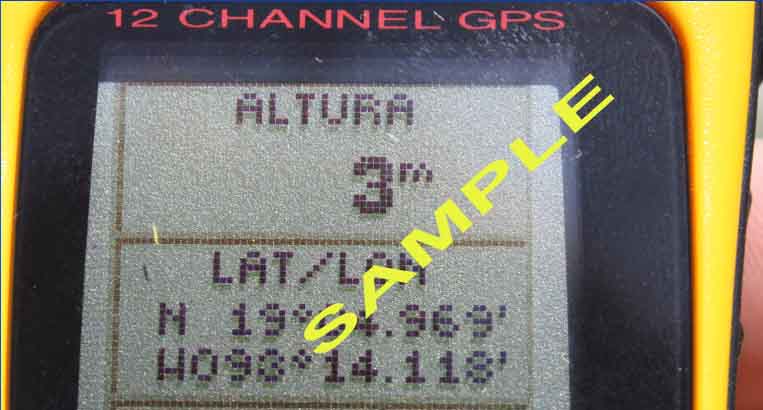 12 CHANNEL GPS
ALTURA
3m
LAT/LON
N
W098°14.118'
SAMPLE